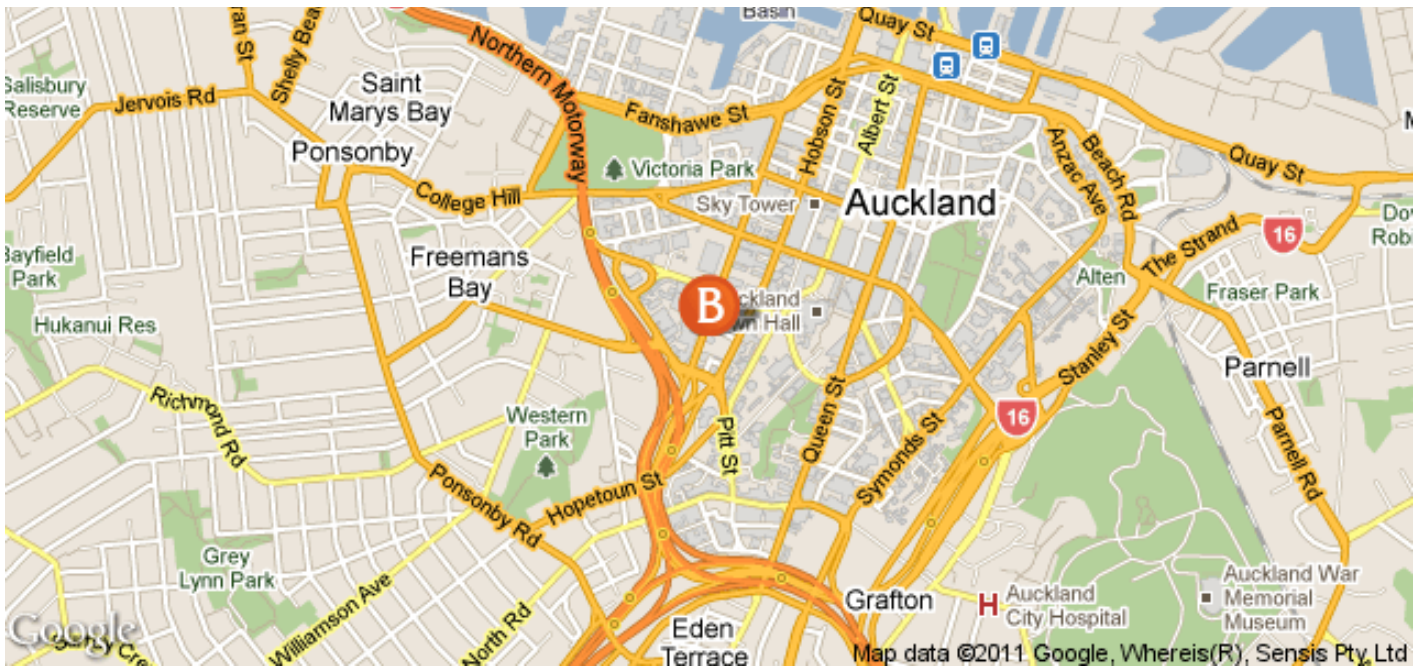 Basin
Quay St
Salisbury
Reserve
Shelly Bea
Jervois Rd
Saint
Marys Bay
Ponsonby
Northern Motorway
Fanshawe St
Hobson St
Albert St
Anzac Ave
Beach Rd
Quay St
Victoria Park
College Hill
Sky Tower
Auckland
The Strand
16
Bayfield
Park
Freemans
Bay
Alten
Fraser Park
B
Hukanui Res
Stanley St
Parnell
Richmond Rd
Western
Park
Pitt St
Queen St
Symonds St
16
Parnell Rd
Ponsonby Rd
Hopetoun St
Grey
Lynn Park
Williamson Ave
North Rd
Grafton
H
Auckland
City Hospital
Auckland War
Memorial
Museum
Eden
Terrace
Google
Map data ©2011 Google, Whereis(R), Sensis Pty Ltd